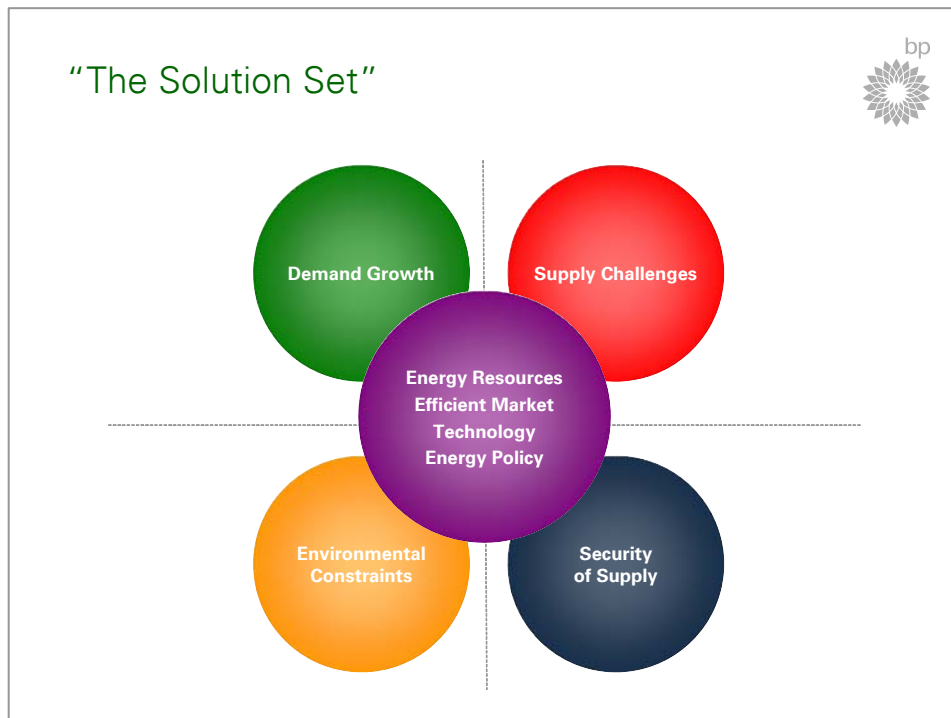 “The Solution Set”
bp
Demand Growth
Supply Challenges
Energy Resources
Efficient Market
Technology
Energy Policy
Environmental
Constraints
Security
of Supply